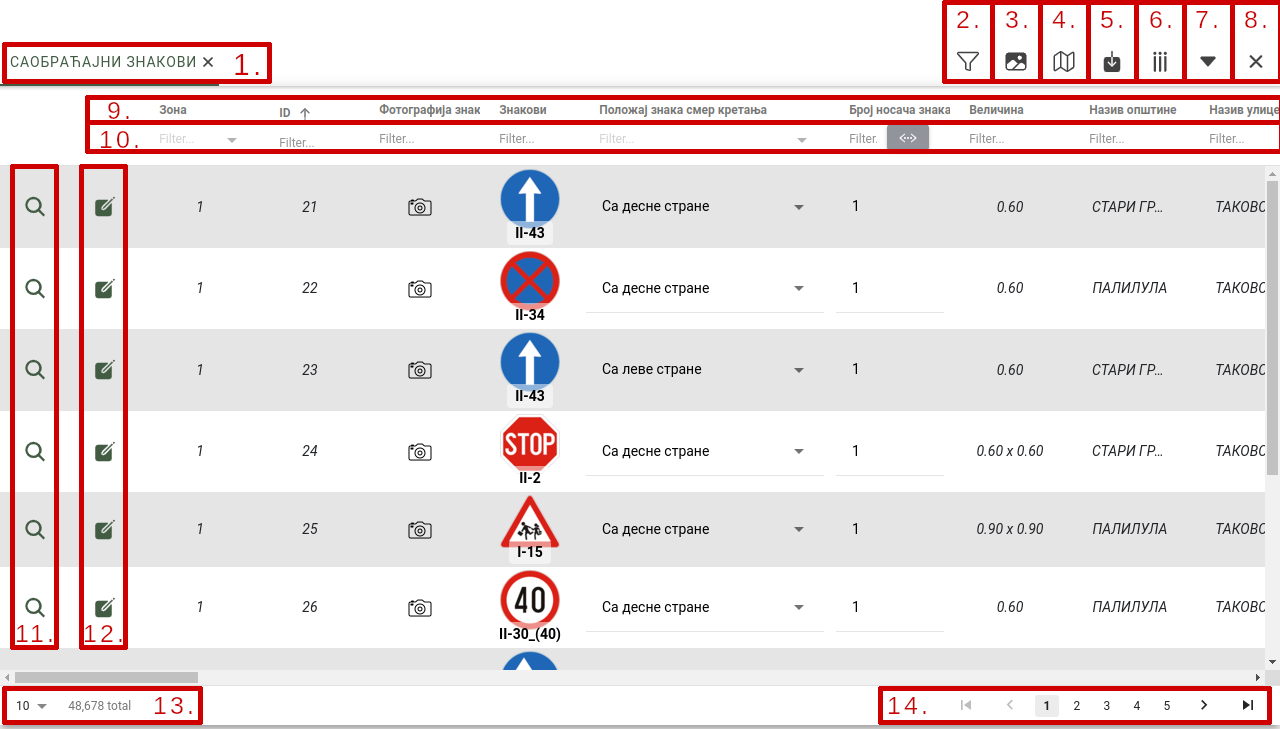 2. 3. 4. 5. 6. 7. 8.
САОБРАЋАЈНИ ЗНАКОВИ 1.
9. Зона ID Фотографија знак Знакови Положај знака смер кретања Број носача знака Величина Назив општине Назив улице
10. Filter... Filter... Filter... Filter... Filter... Filter. Filter... Filter... Filter...
1 21 II-43 Са десне стране 1 0.60 СТАРИ ГР... ТАКОВС
1 22 II-34 Са десне стране 1 0.60 ПАЛИЛУЛА ТАКОВС
1 23 II-43 Са леве стране 1 0.60 СТАРИ ГР... ТАКОВС
1 24 STOP II-2 Са десне стране 1 0.60 x 0.60 СТАРИ ГР... ТАКОВС
1 25 I-15 Са десне стране 1 0.90 x 0.90 ПАЛИЛУЛА ТАКОВС
1 26 40 II-30_(40) Са десне стране 1 0.60 ПАЛИЛУЛА ТАКОВС
11. 12.
10 48,678 total 13. 14. 1 2 3 4 5